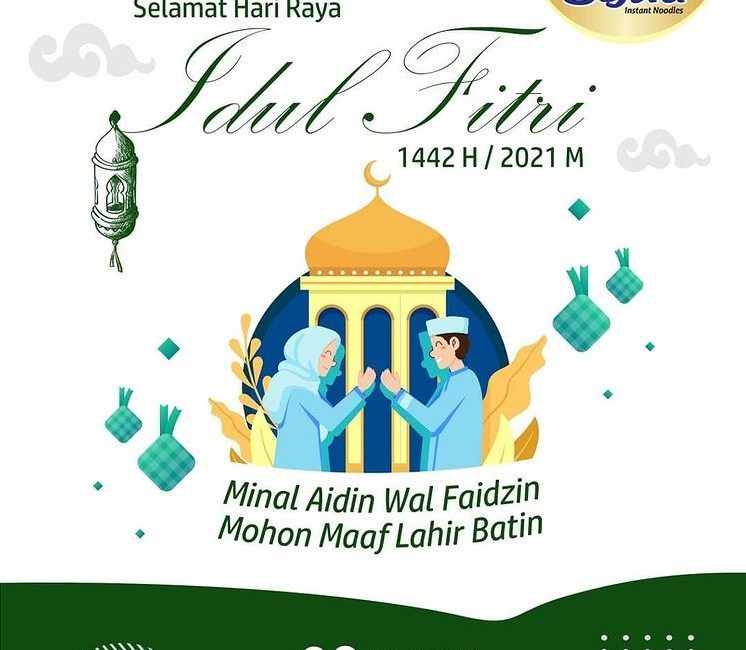 Selamat Hari Raya
Instant Noodles
Idul Fitri
1442 H / 2021 M
Minal Aidin Wal Faidzin
Mohon Maaf Lahir Batin